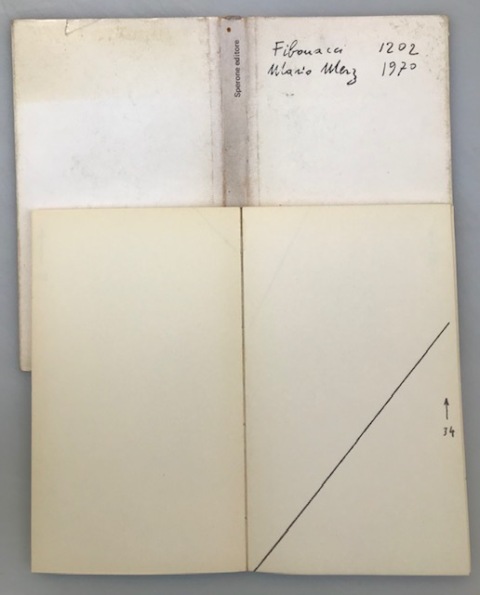 Sperone editore
Fibonacci 1202
Mario Merz 1970
34